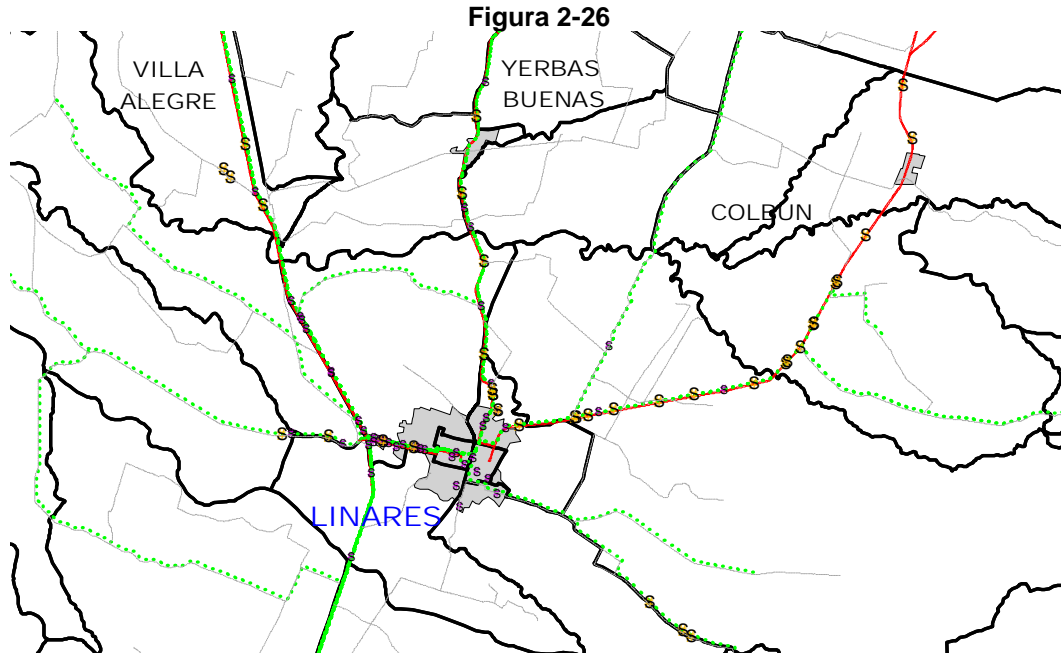 Figura 2-26
VILLA
ALEGRE
YERBAS
BUENAS
COLBUN
LINARES